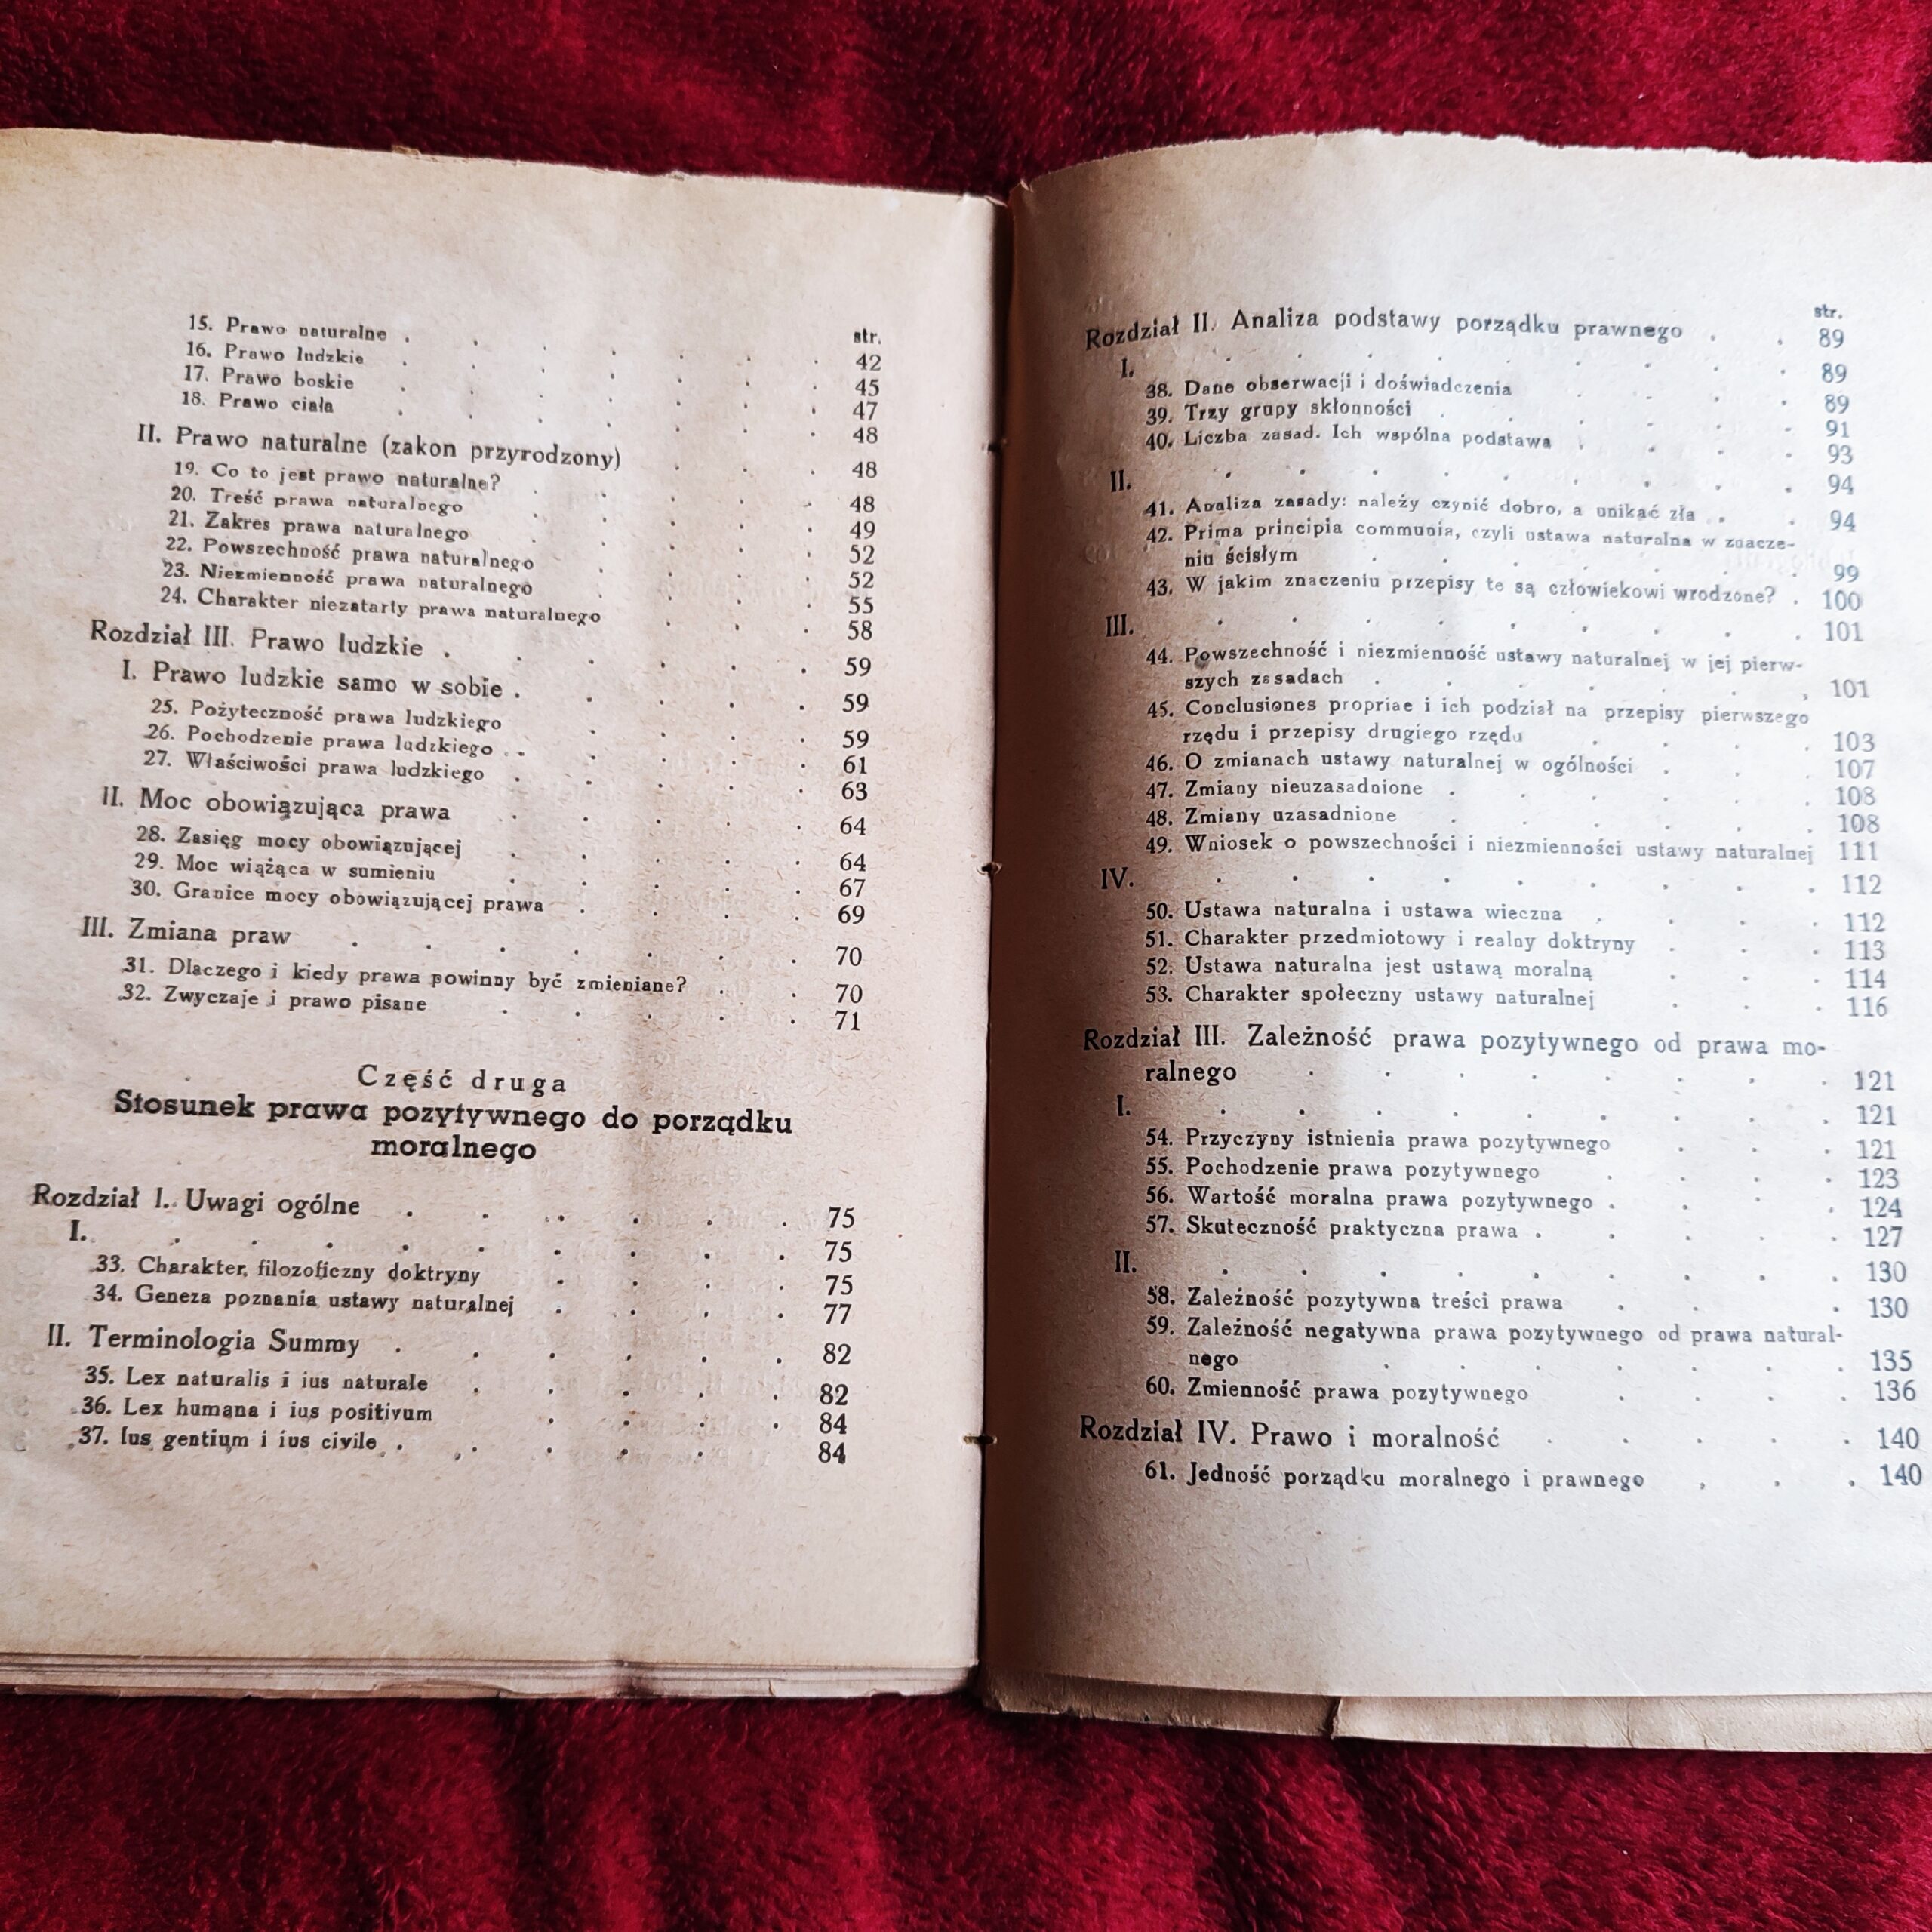 str.
15. Prawo naturalne . . . . . . . 42
16. Prawo ludzkie . . . . . . . 45
17. Prawo boskie . . . . . . . 47
18. Prawo ciała . . . . . . . 48
II. Prawo naturalne (zakon przyrodzony) . . . 48
19. Co to jest prawo naturalne? . . . . . 48
20. Treść prawa naturalnego . . . . . 49
21. Zakres prawa naturalnego . . . . . 52
22. Powszechność prawa naturalnego . . . . 52
23. Niezmienność prawa naturalnego . . . . 55
24. Charakter niezatarty prawa naturalnego . . . 58
Rozdział III. Prawo ludzkie . . . . . . 59
I. Prawo ludzkie samo w sobie . . . . . 59
25. Pożyteczność prawa ludzkiego . . . . 59
26. Pochodzenie prawa ludzkiego . . . . . 61
27. Właściwości prawa ludzkiego . . . . . 63
II. Moc obowiązująca prawa . . . . . 64
28. Zasięg mocy obowiązującej . . . . . 64
29. Moc wiążąca w sumieniu . . . . . 67
30. Granice mocy obowiązującej prawa . . . . 69
III. Zmiana praw . . . . . . . 70
31. Dlaczego i kiedy prawa powinny być zmieniane? . . 70
32. Zwyczaje i prawo pisane . . . . . 71
Część druga
Stosunek prawa pozytywnego do porządku
moralnego
Rozdział I. Uwagi ogólne . . . . . . 75
I. . . . . . . . . . 75
33. Charakter filozoficzny doktryny . . . . 75
34. Geneza poznania ustawy naturalnej . . . . 77
II. Terminologia Summy . . . . . . 82
35. Lex naturalis i ius naturale . . . . . 82
36. Lex humana i ius positivum . . . . 84
37. Ius gentium i ius civile . . . . . . 84
str.
Rozdział II. Analiza podstawy porządku prawnego . . 89
I. . . . . . . . . 89
38. Dane obserwacji i doświadczenia . . . . 89
39. Trzy grupy skłonności . . . . . . 91
40. Liczba zasad. Ich wspólna podstawa . . . . 93
II. . . . . . . . . 94
41. Analiza zasady: należy czynić dobro, a unikać zła . . 94
42. Prima principia communia, czyli ustawa naturalna w znacze-
niu ścisłym . . . . . . . 99
43. W jakim znaczeniu przepisy te są człowiekowi wrodzone? . 100
III. . . . . . . . . . 101
44. Powszechność i niezmienność ustawy naturalnej w jej pierw-
szych zasadach . . . . . . . 101
45. Conclusiones propriae i ich podział na przepisy pierwszego
rzędu i przepisy drugiego rzędu . . . . 103
46. O zmianach ustawy naturalnej w ogólności . . . 107
47. Zmiany nieuzasadnione . . . . . . 108
48. Zmiany uzasadnione . . . . . . 108
49. Wniosek o powszechności i niezmienności ustawy naturalnej 111
IV. . . . . . . . . . 112
50. Ustawa naturalna i ustawa wieczna . . . . 112
51. Charakter przedmiotowy i realny doktryny . . . 113
52. Ustawa naturalna jest ustawą moralną . . . 114
53. Charakter społeczny ustawy naturalnej . . . 116
Rozdział III. Zależność prawa pozytywnego od prawa mo-
ralnego . . . . . . . . 121
I. . . . . . . . . . 121
54. Przyczyny istnienia prawa pozytywnego . . . 121
55. Pochodzenie prawa pozytywnego . . . . 123
56. Wartość moralna prawa pozytywnego . . . . 124
57. Skuteczność praktyczna prawa . . . . . 127
II. . . . . . . . . . 130
58. Zależność pozytywna treści prawa . . . . 130
59. Zależność negatywna prawa pozytywnego od prawa natural-
nego . . . . . . . 135
60. Zmienność prawa pozytywnego . . . . 136
Rozdział IV. Prawo i moralność . . . . . 140
61. Jedność porządku moralnego i prawnego . . . 140